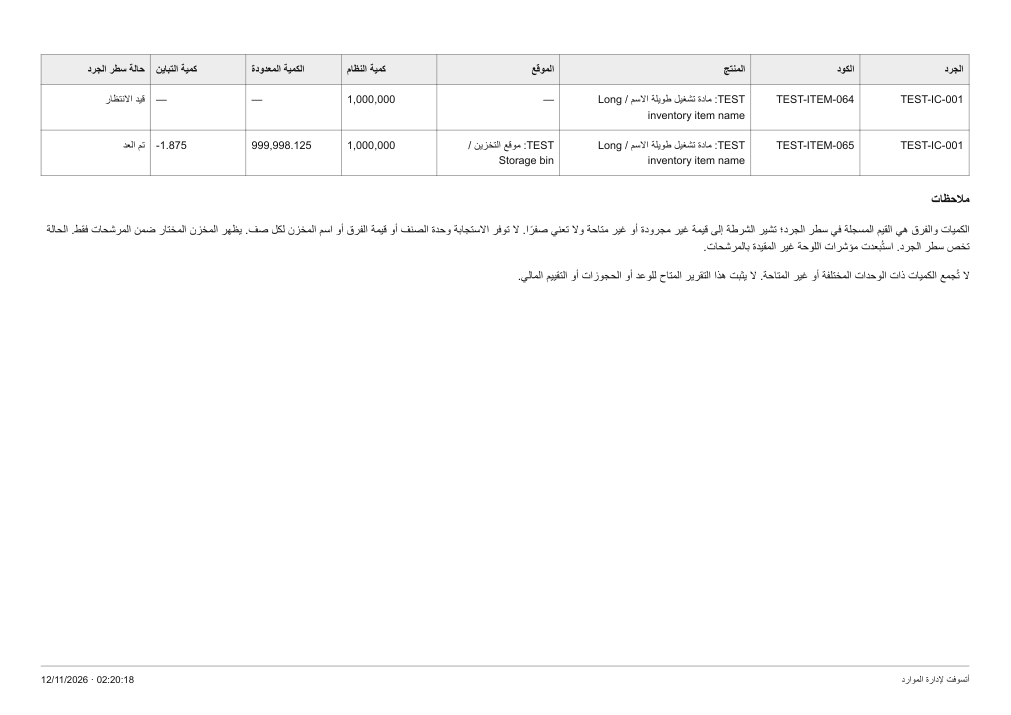 الجرد الكود المنتج الموقع كمية النظام الكمية المعدودة كمية التباين حالة سطر الجرد
TEST-IC-001 TEST-ITEM-064 TEST: مادة تشغيل طويلة الاسم / Long — 1,000,000 — — قيد الانتظار
inventory item name
TEST-IC-001 TEST-ITEM-065 TEST: مادة تشغيل طويلة الاسم / Long TEST: موقع التخزين / 1,000,000 999,998.125 -1.875 تم العد
inventory item name Storage bin
ملاحظات
الكميات والفرق هي القيم المسجلة في سطر الجرد؛ تشير الشرطة إلى قيمة غير مجرودة أو غير متاحة ولا تعني صفرًا. لا توفر الاستجابة وحدة الصنف أو قيمة الفرق أو اسم المخزن لكل صف. يظهر المخزن المختار ضمن المرشحات فقط. الحالة
تخص سطر الجرد. استُبعدت مؤشرات اللوحة غير المقيدة بالمرشحات.
لا تُجمع الكميات ذات الوحدات المختلفة أو غير المتاحة. لا يثبت هذا التقرير المتاح للوعد أو الحجوزات أو التقييم المالي.
أتسوفت لإدارة الموارد 12/11/2026 · 02:20:18